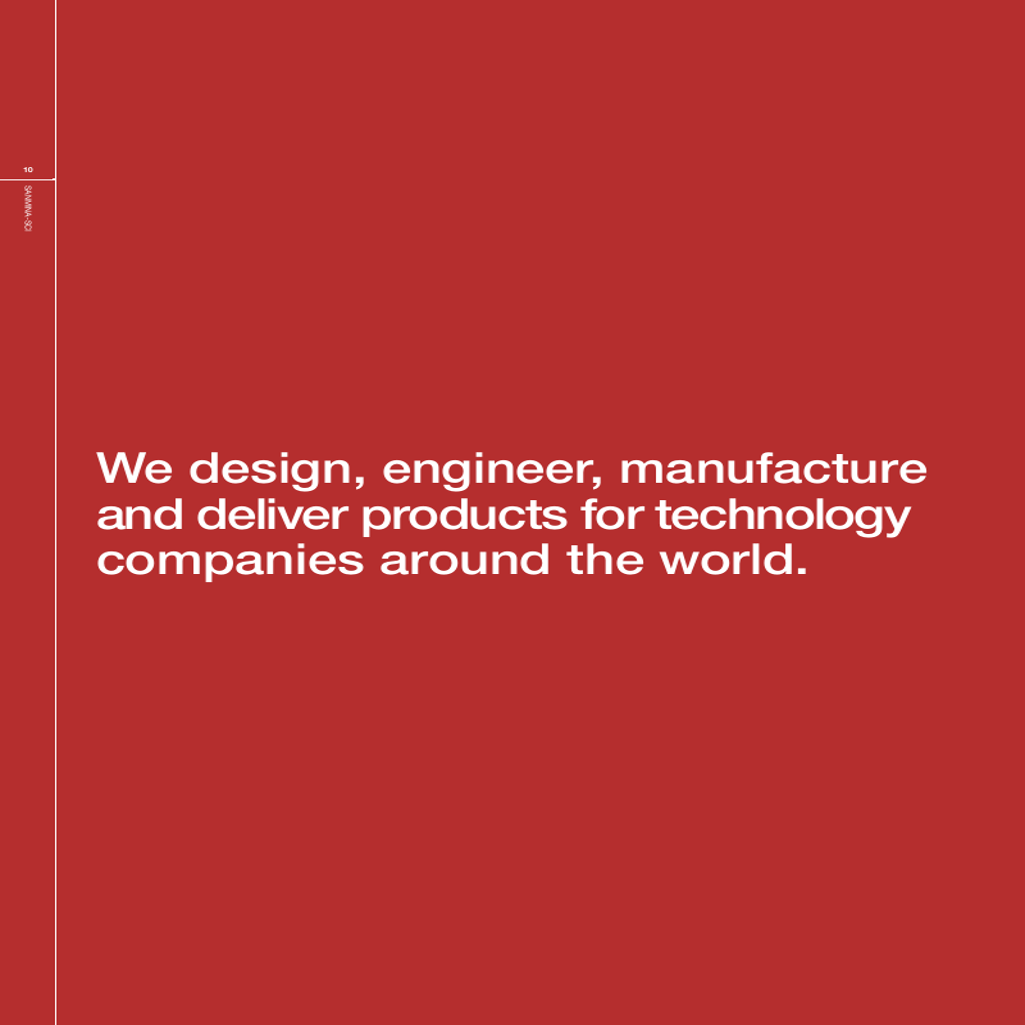 10
SANMINA-SCI
We design, engineer, manufacture
and deliver products for technology
companies around the world.